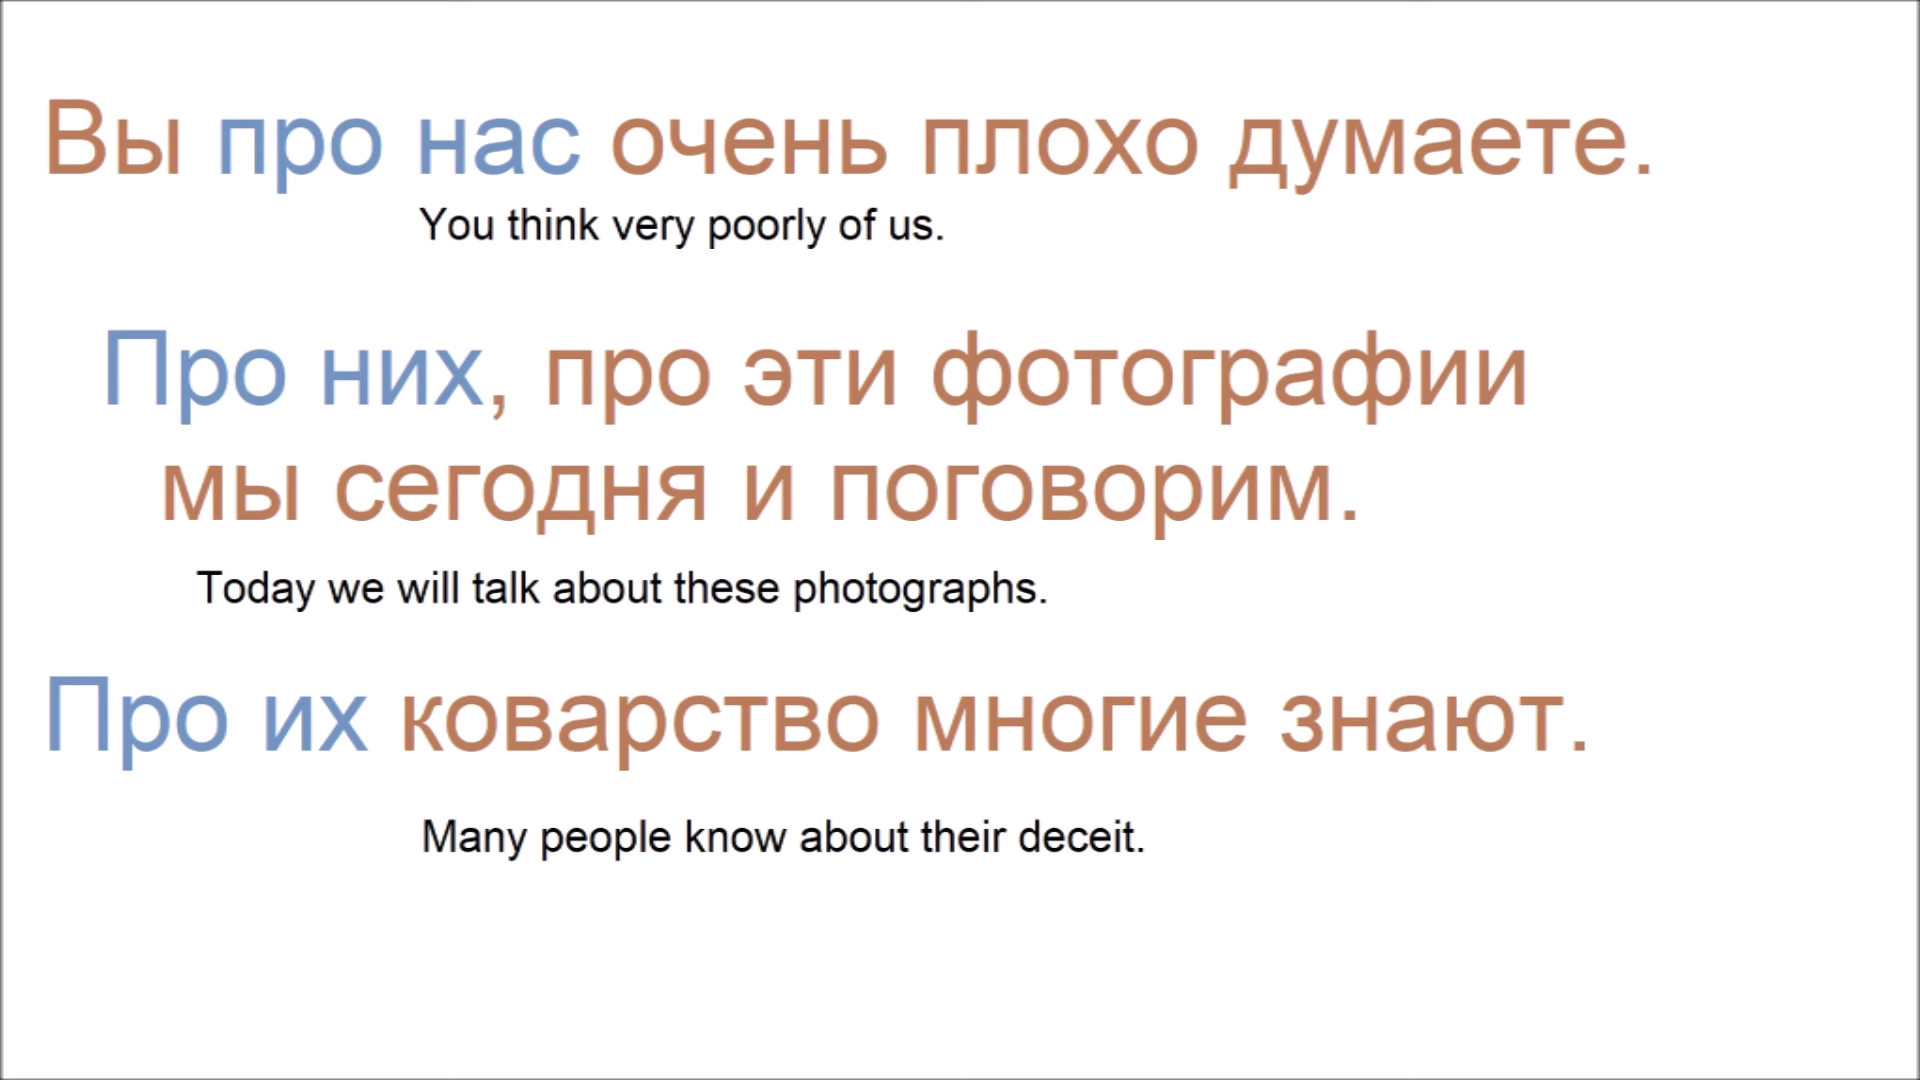 Вы про нас очень плохо думаете.
You think very poorly of us.
Про них, про эти фотографии
мы сегодня и поговорим.
Today we will talk about these photographs.
Про их коварство многие знают.
Many people know about their deceit.